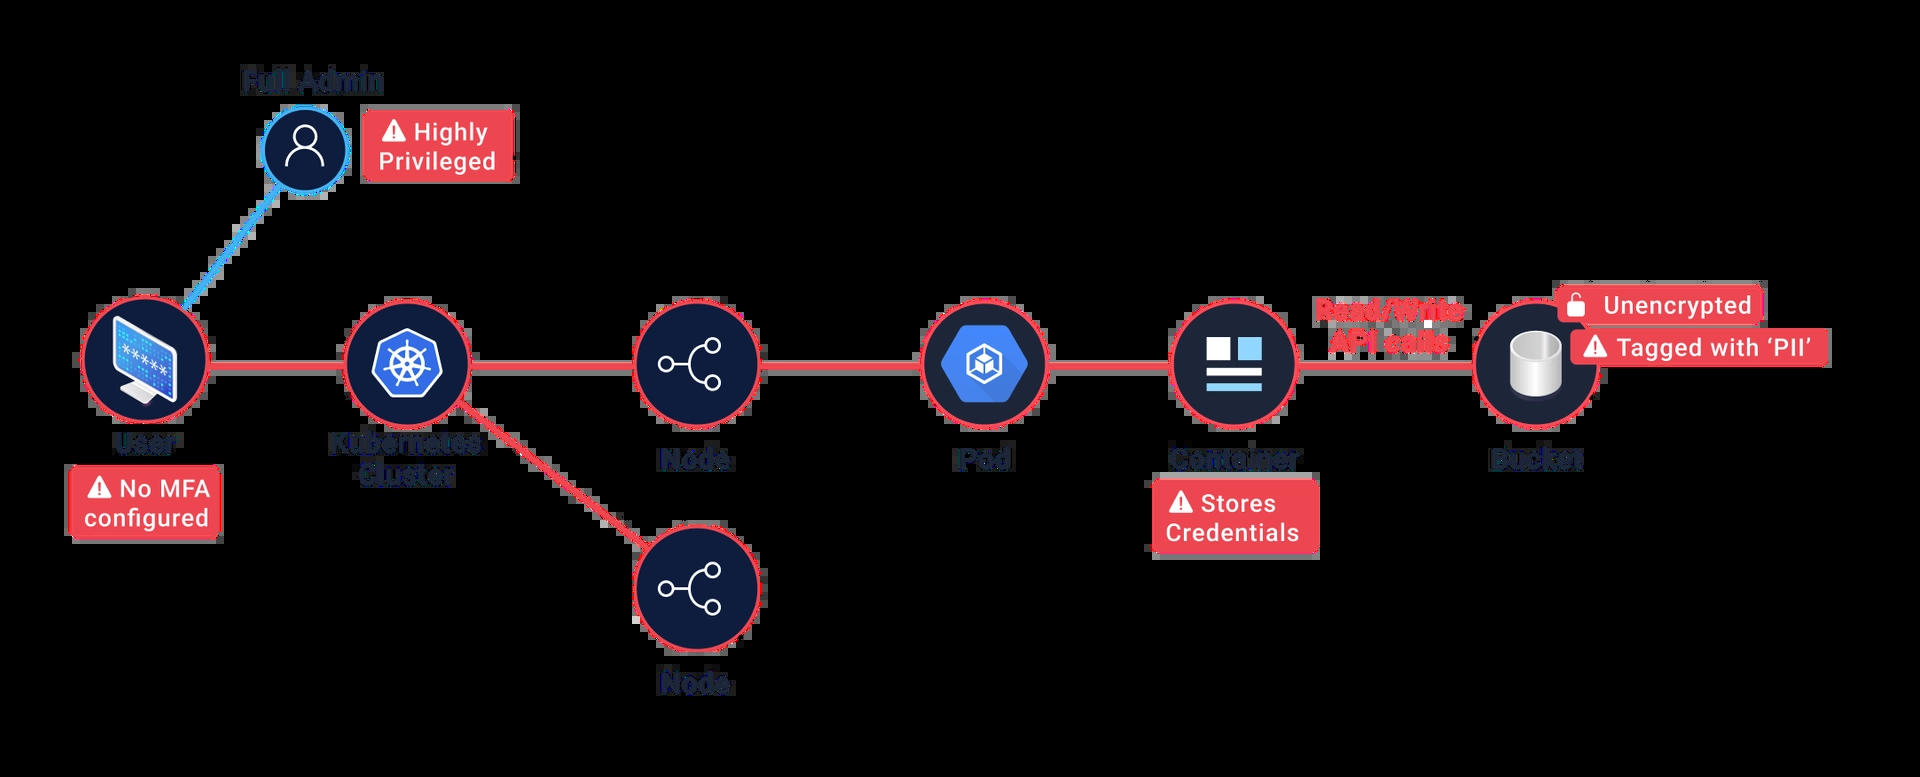 Full Admin
Highly
Privileged
User
No MFA
configured
Kubernetes
Cluster
Node
Node
Pod
Container
Stores
Credentials
Read/Write
API calls
Bucket
Unencrypted
Tagged with ‘PII’